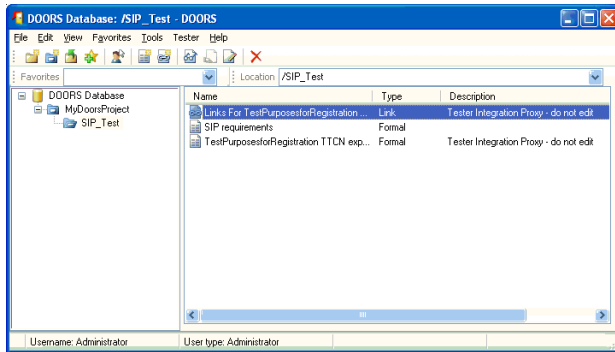 DOORS Database: /SIP_Test - DOORS
File Edit View Favorites Tools Tester Help
Favorites Location /SIP_Test
DOORS Database
MyDoorsProject
SIP_Test
Name Type Description
Links For TestPurposesforRegistration ... Link Tester Integration Proxy - do not edit
SIP requirements Formal
TestPurposesforRegistration TTCN exp... Formal Tester Integration Proxy - do not edit
Username: Administrator User type: Administrator